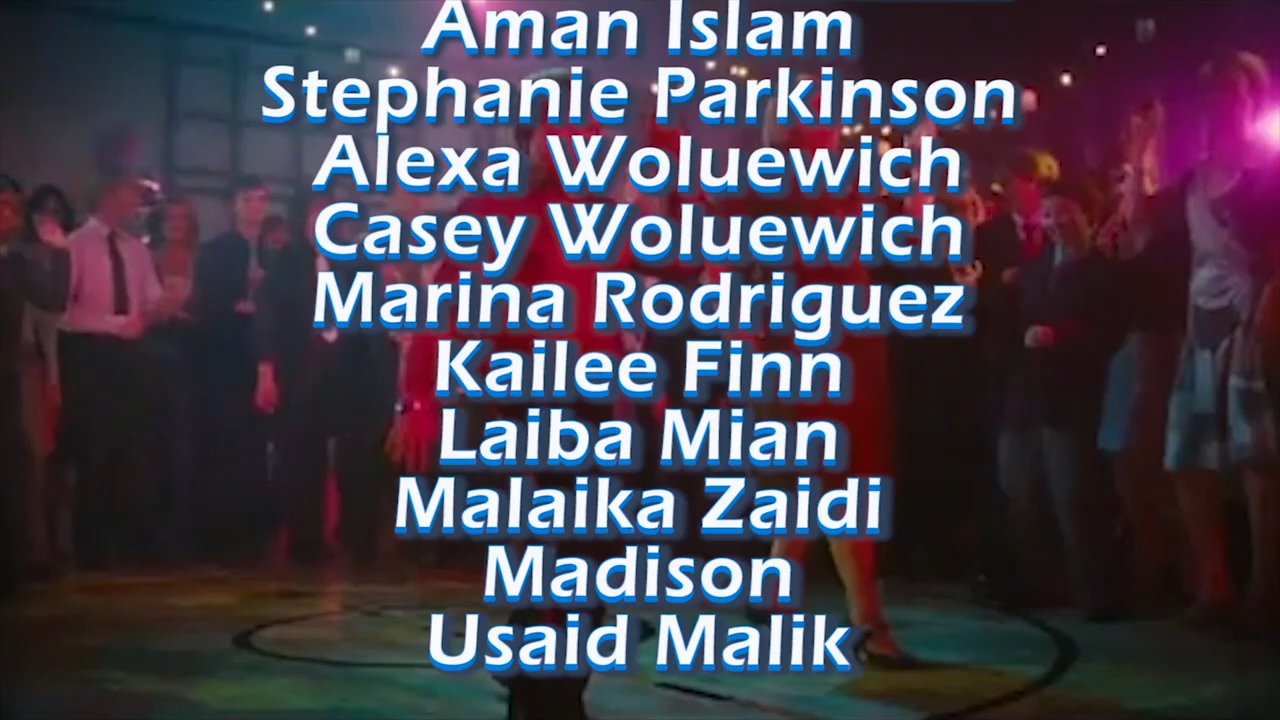 Aman Islam
Stephanie Parkinson
Alexa Woluewich
Casey Woluewich
Marina Rodriguez
Kailee Finn
Laiba Mian
Malaika Zaidi
Madison
Usaid Malik